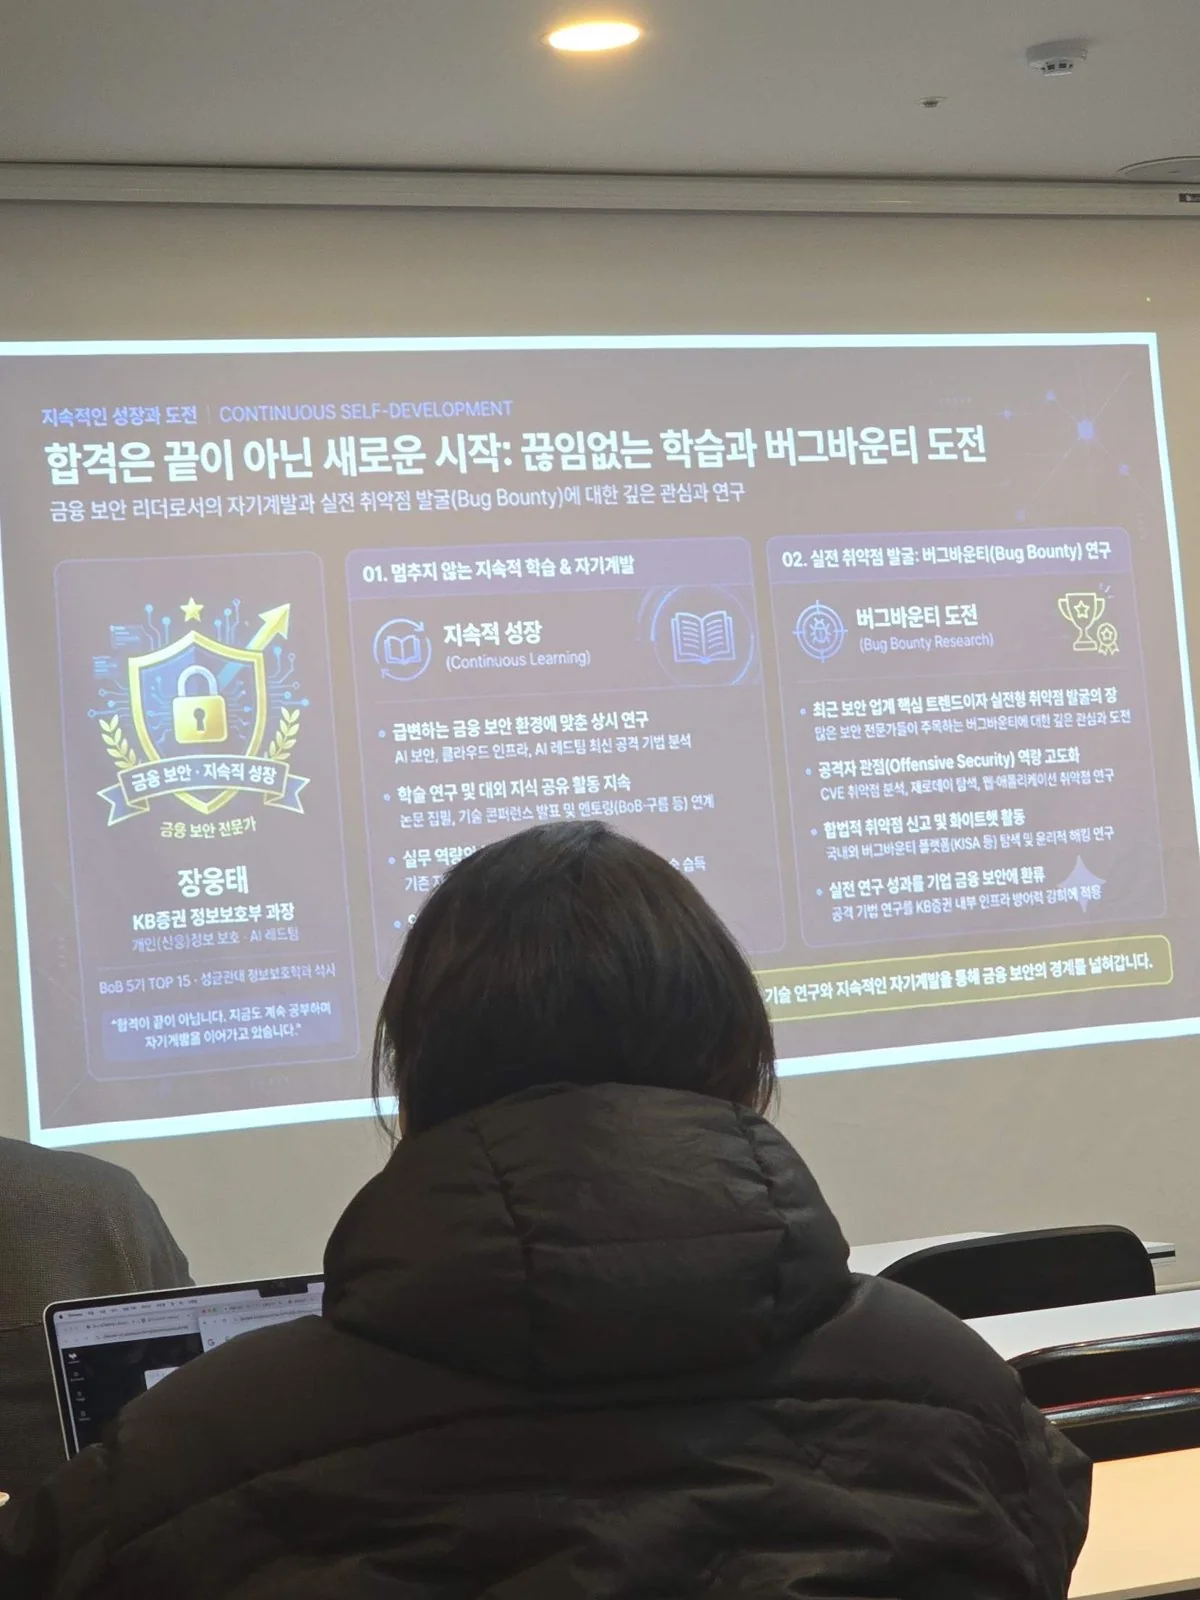 지속적인 성장과 도전 | CONTINUOUS SELF-DEVELOPMENT
합격은 끝이 아닌 새로운 시작: 끊임없는 학습과 버그바운티 도전
금융 보안 리더로서의 자기계발과 실전 취약점 발굴(Bug Bounty)에 대한 깊은 관심과 연구
금융 보안 · 지속적 성장
금융 보안 전문가
장웅태
KB증권 정보보호부 과장
개인(신용)정보 보호 · AI 레드팀
BoB 5기 TOP 15 · 성균관대 정보보호학과 석사
"합격이 끝이 아닙니다. 지금도 계속 공부하며
자기계발을 이어가고 있습니다."
01. 멈추지 않는 지속적 학습 & 자기계발
지속적 성장
(Continuous Learning)
• 급변하는 금융 보안 환경에 맞춘 상시 연구
AI 보안, 클라우드 인프라, AI 레드팀 최신 공격 기법 분석
• 학술 연구 및 대외 지식 공유 활동 지속
논문 집필, 기술 콘퍼런스 발표 및 멘토링(BoB·구름 등) 연계
• 실무 역량의
기존
습득
02. 실전 취약점 발굴: 버그바운티(Bug Bounty) 연구
버그바운티 도전
(Bug Bounty Research)
• 최근 보안 업계 핵심 트렌드이자 실전형 취약점 발굴의 장
많은 보안 전문가들이 주목하는 버그바운티에 대한 깊은 관심과 도전
• 공격자 관점(Offensive Security) 역량 고도화
CVE 취약점 분석, 제로데이 탐색, 웹·애플리케이션 취약점 연구
• 합법적 취약점 신고 및 화이트햇 활동
국내외 버그바운티 플랫폼(KISA 등) 탐색 및 윤리적 해킹 연구
• 실전 연구 성과를 기업 금융 보안에 환류
공격 기법 연구를 KB증권 내부 인프라 방어력 강화에 적용
기술 연구와 지속적인 자기계발을 통해 금융 보안의 경계를 넓혀갑니다.